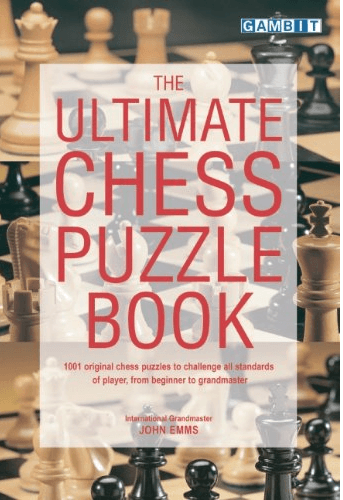 GAMBIT
THE
ULTIMATE
CHESS
PUZZLE
BOOK
1001 original chess puzzles to challenge all standards
of player, from beginner to grandmaster
International Grandmaster
JOHN EMMS